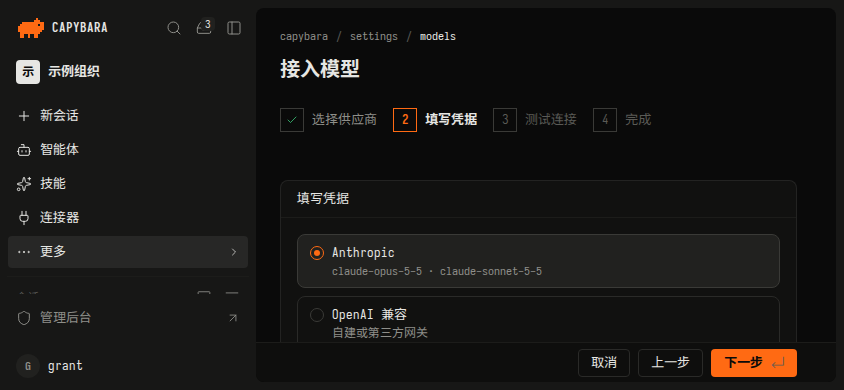 CAPYBARA
3
示 示例组织
新会话
智能体
技能
连接器
更多
管理后台
G grant
capybara / settings / models
接入模型
选择供应商 2 填写凭据 3 测试连接 4 完成
填写凭据
Anthropic
claude-opus-5-5 · claude-sonnet-5-5
OpenAI 兼容
自建或第三方网关
取消 上一步 下一步